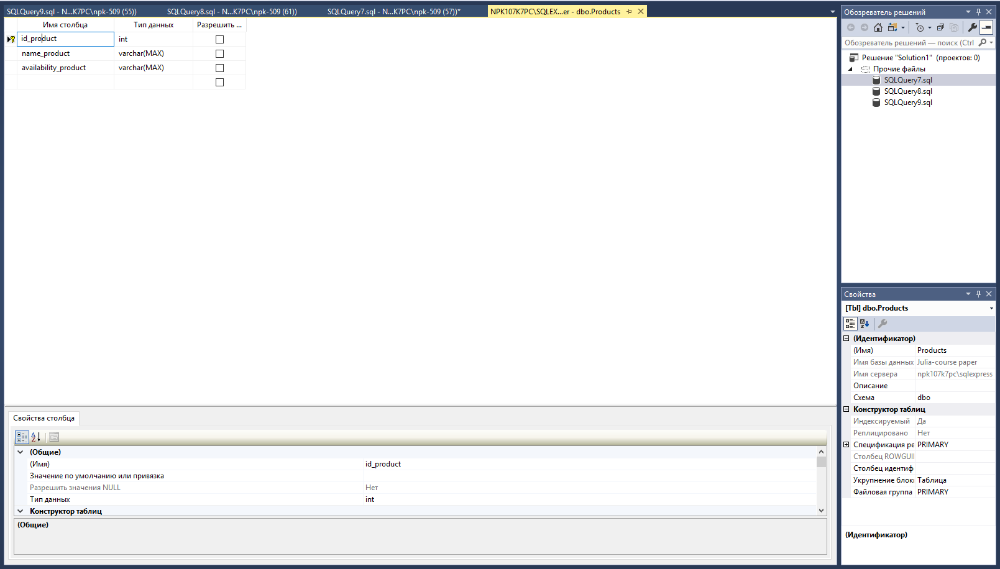 SQLQuery9.sql - N...K7PC\npk-509 (55))
SQLQuery8.sql - N...K7PC\npk-509 (61))
SQLQuery7.sql - N...K7PC\npk-509 (57))*
NPK107K7PC\SQLEX...er - dbo.Products
Имя столбца
Тип данных
Разрешить ...
id_product
int
name_product
varchar(MAX)
availability_product
varchar(MAX)
Свойства столбца
(Общие)
(Имя)
id_product
Значение по умолчанию или привязка
Разрешить значения NULL
Нет
Тип данных
int
Конструктор таблиц
(Общие)
Обозреватель решений
Обозреватель решений — поиск (Ctrl
Решение "Solution1" (проектов: 0)
Прочие файлы
SQLQuery7.sql
SQLQuery8.sql
SQLQuery9.sql
Свойства
[Tbl] dbo.Products
(Идентификатор)
(Имя)
Products
Имя базы данных
Julia-course paper
Имя сервера
npk107k7pc\sqlexpress
Описание
Схема
dbo
Конструктор таблиц
Индексируемый
Да
Реплицировано
Нет
Спецификация ре
PRIMARY
Столбец ROWGUI
Столбец идентиф
Укрупнение блок
Таблица
Файловая группа
PRIMARY
(Идентификатор)